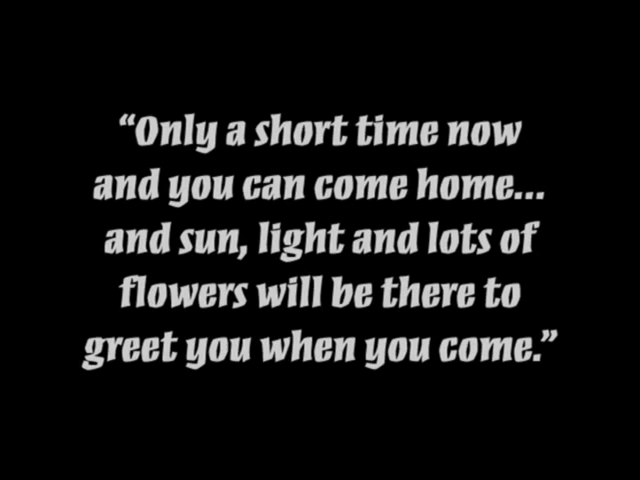 “Only a short time now
and you can come home...
and sun, light and lots of
flowers will be there to
greet you when you come.”